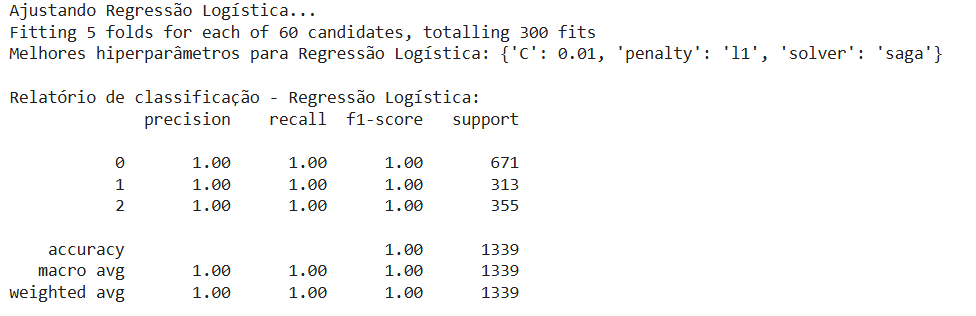 Ajustando Regressão Logística...
Fitting 5 folds for each of 60 candidates, totalling 300 fits
Melhores hiperparâmetros para Regressão Logística: {'C': 0.01, 'penalty': 'l1', 'solver': 'saga'}
Relatório de classificação - Regressão Logística:
precision recall f1-score support
0 1.00 1.00 1.00 671
1 1.00 1.00 1.00 313
2 1.00 1.00 1.00 355
accuracy 1.00 1339
macro avg 1.00 1.00 1.00 1339
weighted avg 1.00 1.00 1.00 1339